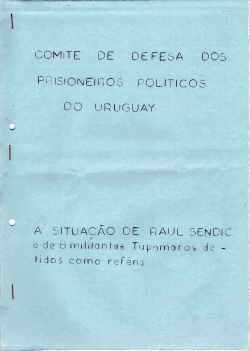 COMITE DE DEFESA DOS
PRISIONEIROS POLITICOS
DO URUGUAY
A SITUAÇÃO DE RAUL SENDIC
e de 8 militantes Tupamaros de-
tidos como reféns